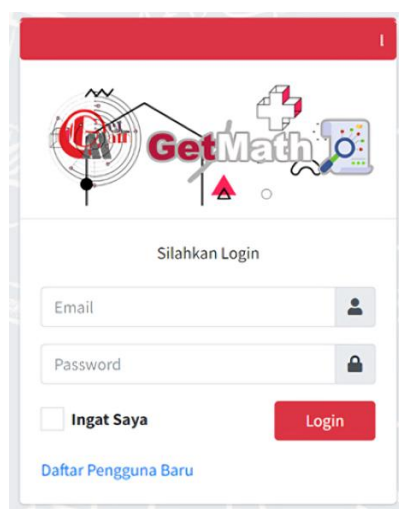 GetMath
Silahkan Login
Email
Password
Ingat Saya
Login
Daftar Pengguna Baru